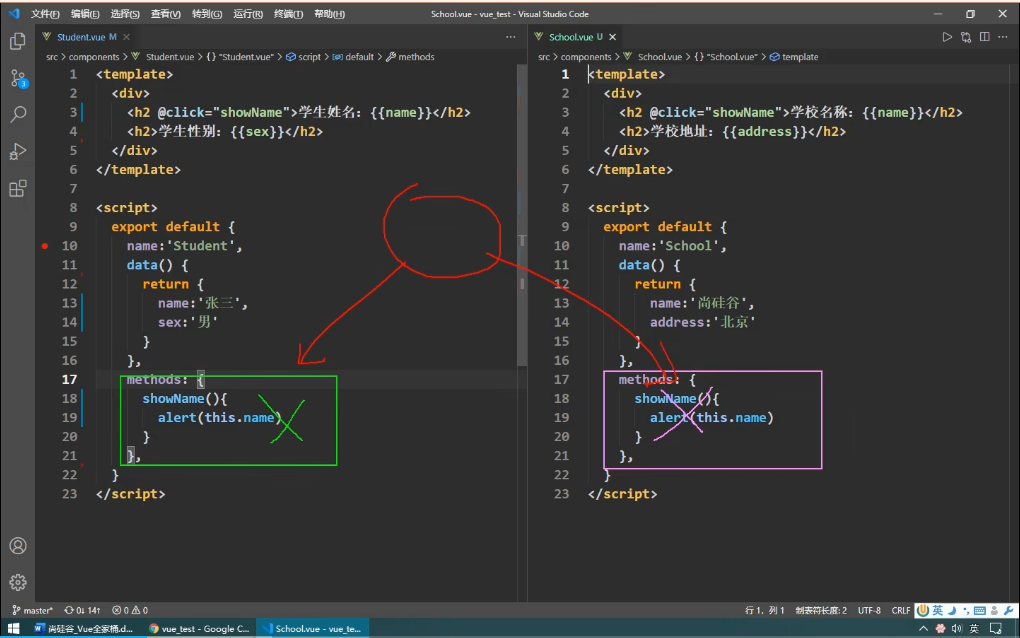 文件(F) 编辑(E) 选择(S) 查看(V) 转到(G) 运行(R) 终端(T) 帮助(H) School.vue - vue_test - Visual Studio Code
Student.vue M
src > components > Student.vue > {} "Student.vue" > script > default > methods
1 <template>
2 <div>
3 <h2 @click="showName">学生姓名：{{name}}</h2>
4 <h2>学生性别：{{sex}}</h2>
5 </div>
6 </template>
7
8 <script>
9 export default {
10 name:'Student',
11 data() {
12 return {
13 name:'张三',
14 sex:'男'
15 }
16 },
17 methods: {
18 showName(){
19 alert(this.name)
20 }
21 },
22 }
23 </script>
School.vue U
src > components > School.vue > {} "School.vue" > template
1 <template>
2 <div>
3 <h2 @click="showName">学校名称：{{name}}</h2>
4 <h2>学校地址：{{address}}</h2>
5 </div>
6 </template>
7
8 <script>
9 export default {
10 name:'School',
11 data() {
12 return {
13 name:'尚硅谷',
14 address:'北京'
15 }
16 },
17 methods: {
18 showName(){
19 alert(this.name)
20 }
21 },
22 }
23 </script>
3
master* 0↓ 14↑ 0 0 行 1，列 1 制表符长度: 2 UTF-8 CRLF 英
尚硅谷_Vue全家桶.d... vue_test - Google C... School.vue - vue_te... 英